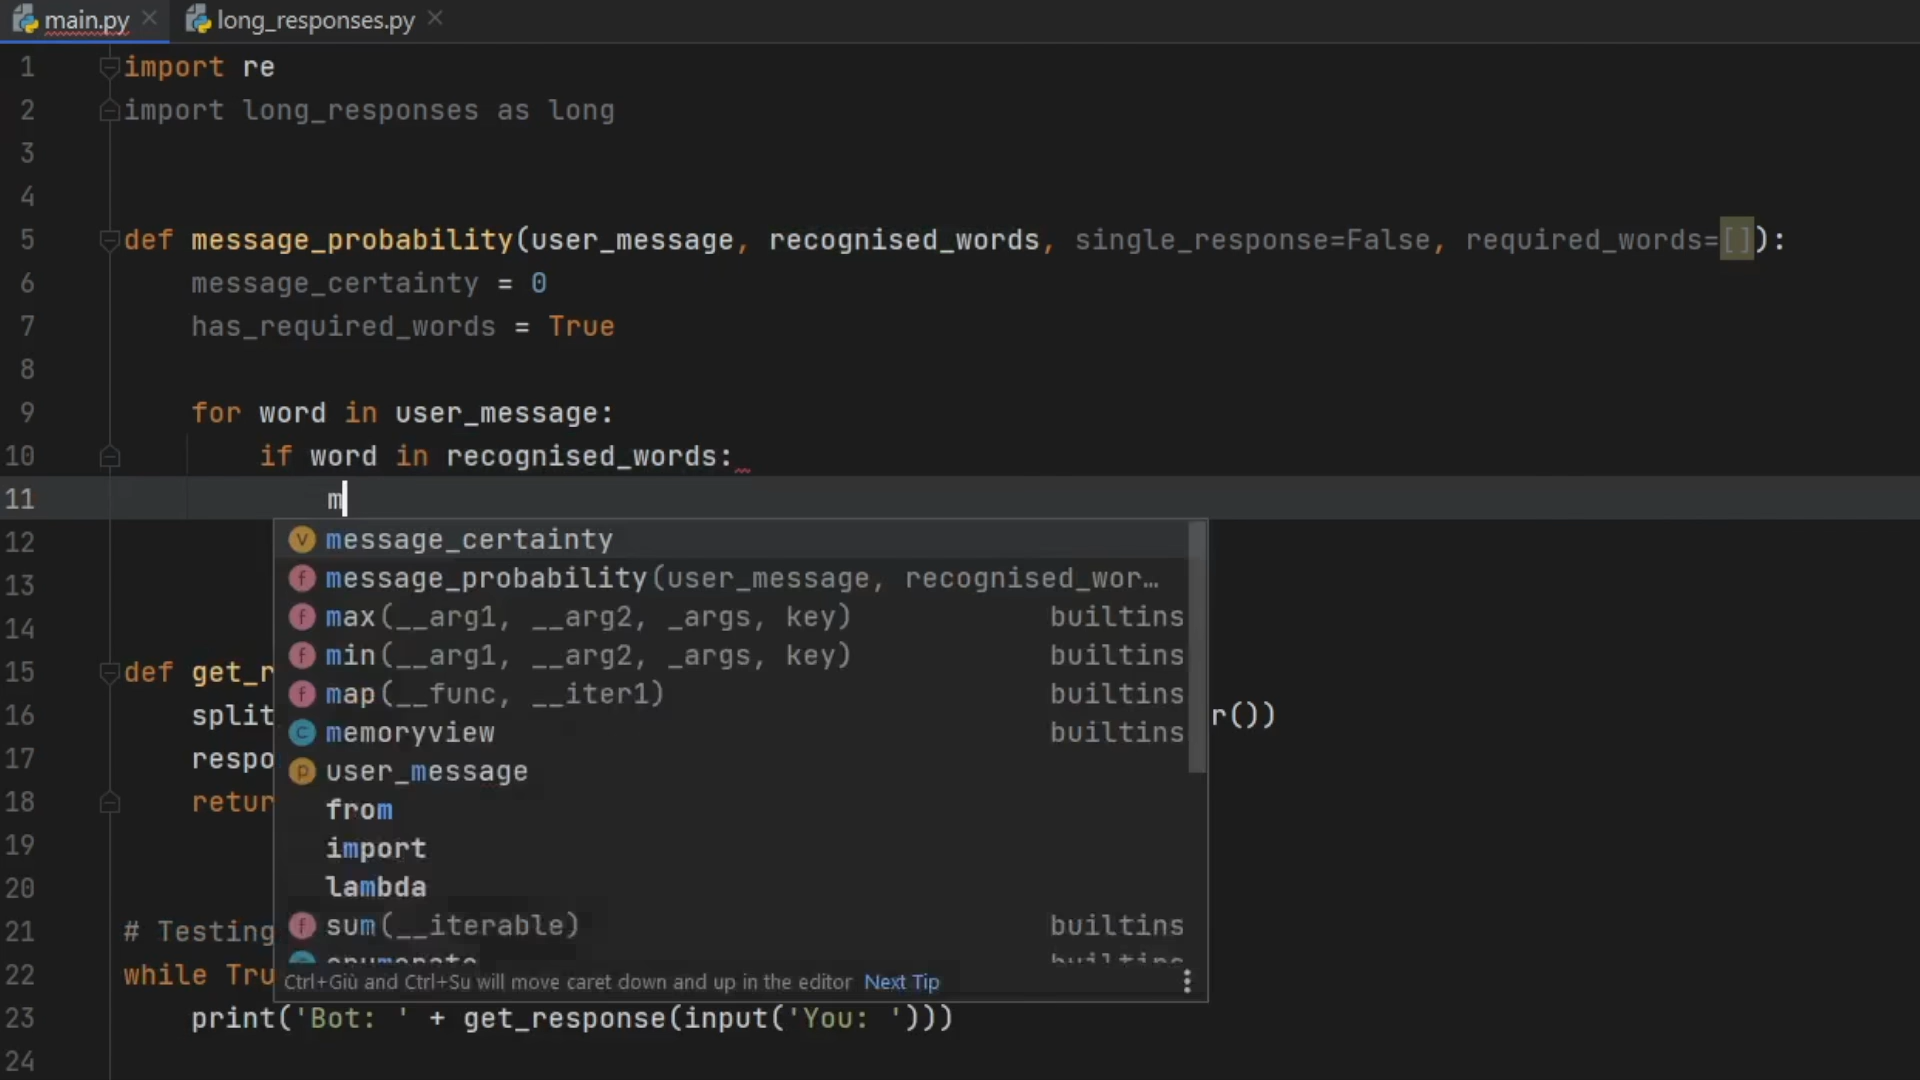 main.py
long_responses.py
1 import re
2 import long_responses as long
3
4
5 def message_probability(user_message, recognised_words, single_response=False, required_words=[]):
6 message_certainty = 0
7 has_required_words = True
8
9 for word in user_message:
10 if word in recognised_words:
11 m
V message_certainty
f message_probability(user_message, recognised_wor…
f max(__arg1, __arg2, _args, key) builtins
f min(__arg1, __arg2, _args, key) builtins
f map(__func, __iter1) builtins
C memoryview builtins
p user_message
from
import
lambda
f sum(__iterable) builtins
Ctrl+Giù and Ctrl+Su will move caret down and up in the editor Next Tip
12
13
14
15 def get_r
16 split r())
17 respo
18 retur
19
20
21 # Testing
22 while Tru
23 print('Bot: ' + get_response(input('You: ')))
24